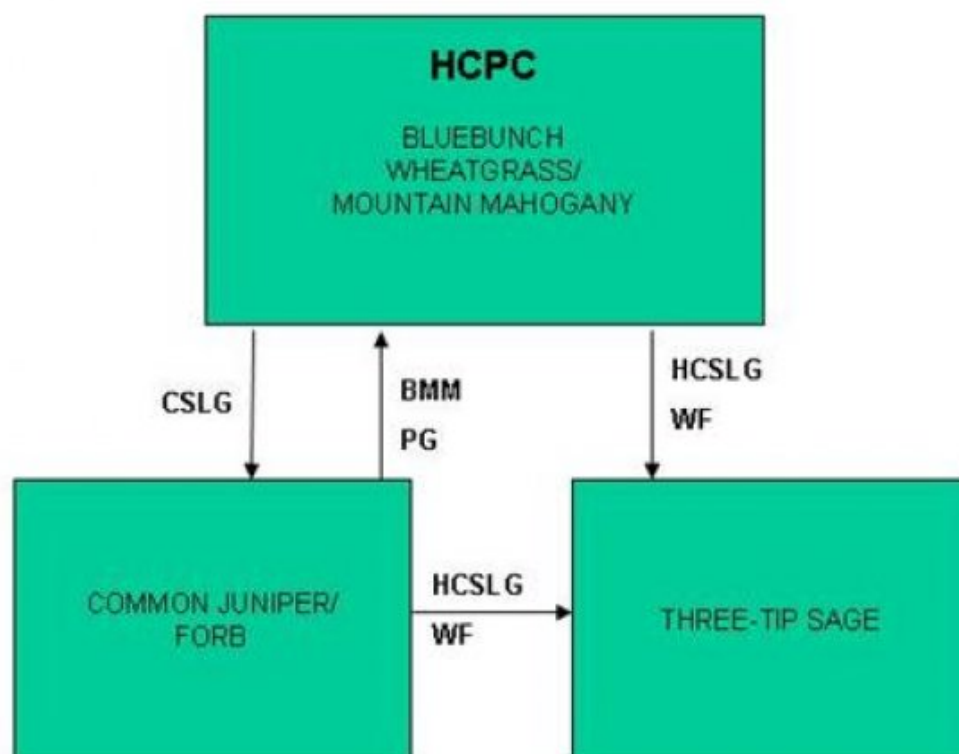 HCPC
BLUEBUNCH
WHEATGRASS/
MOUNTAIN MAHOGANY
CSLG
BMM
PG
HCSLG
WF
COMMON JUNIPER/
FORB
HCSLG
WF
THREE-TIP SAGE